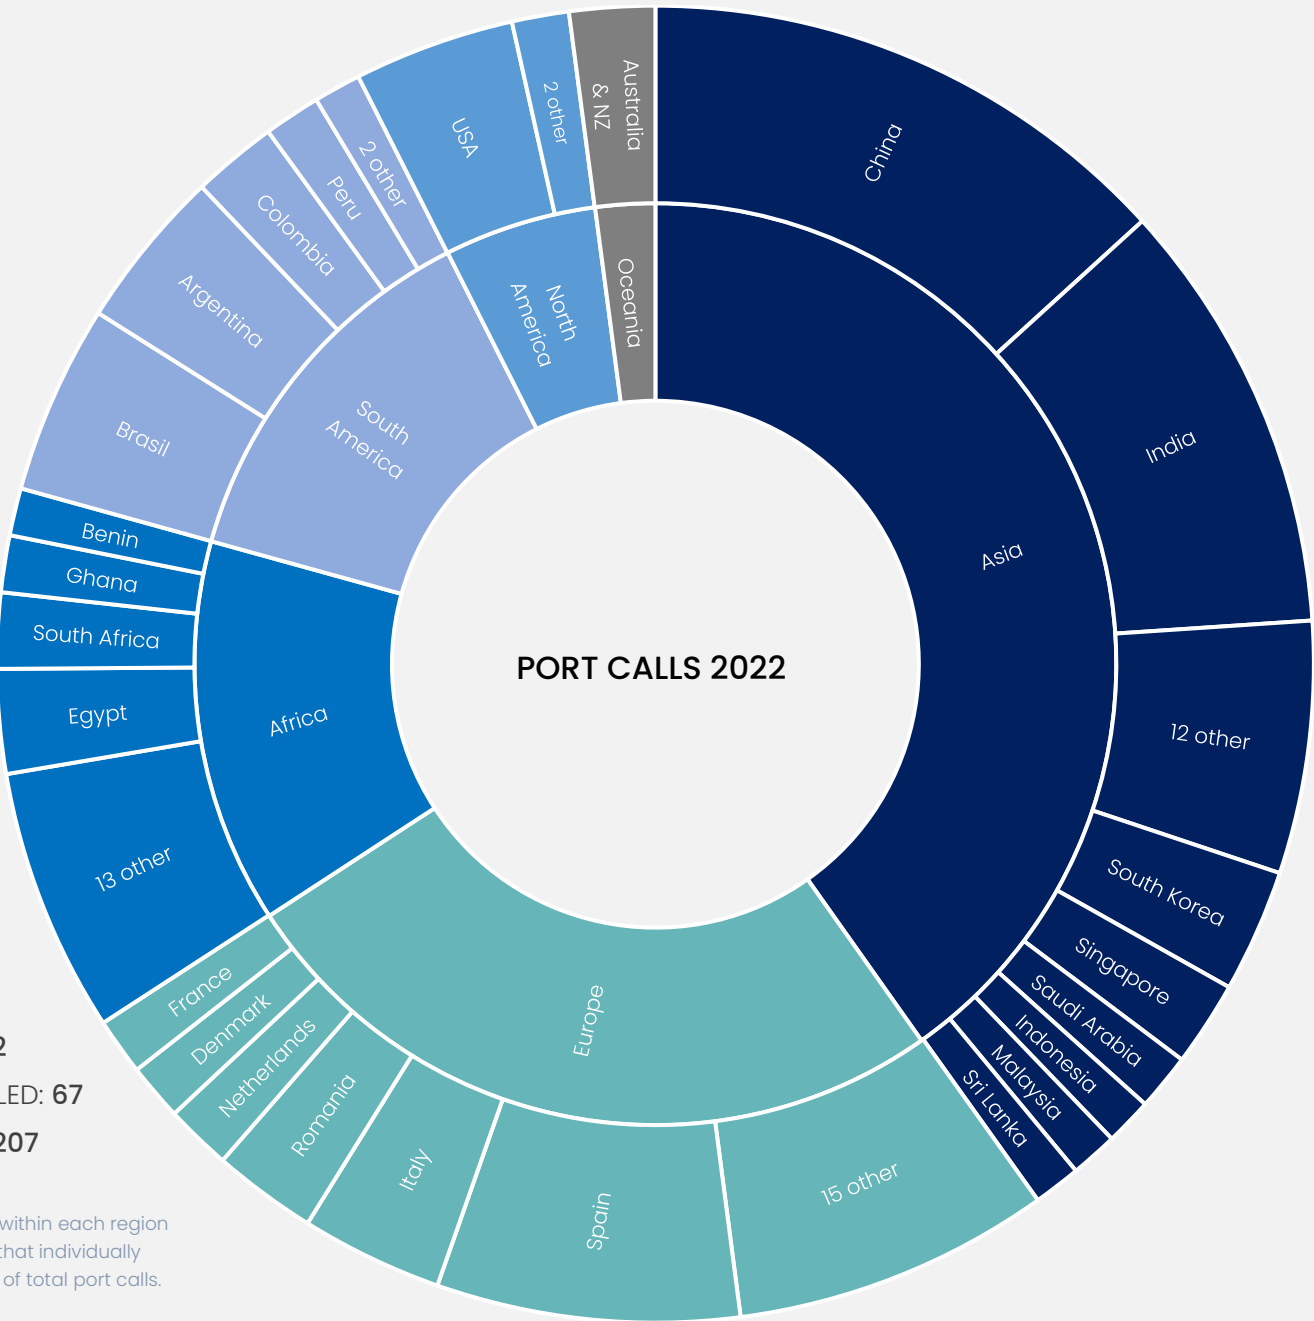 PORT CALLS 2022
Asia
China
India
12 other
South Korea
Singapore
Saudi Arabia
Indonesia
Malaysia
Sri Lanka
Europe
15 other
Spain
Italy
Romania
Netherlands
Denmark
France
Africa
13 other
Egypt
South Africa
Ghana
Benin
South
America
Brasil
Argentina
Colombia
Peru
2 other
North
America
USA
2 other
Oceania
Australia
& NZ
2
LED: 67
207
within each region
that individually
of total port calls.